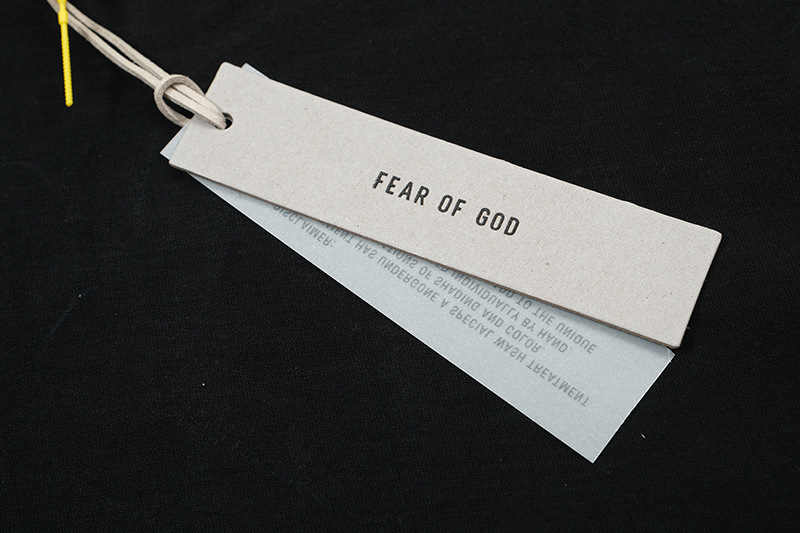 FEAR OF GOD
DISCLAIMER:
HAS UNDERGONE A SPECIAL WASH TREATMENT
OF SHADING AND COLOR.
INDIVIDUALLY BY HAND.
TO THE UNIQUE